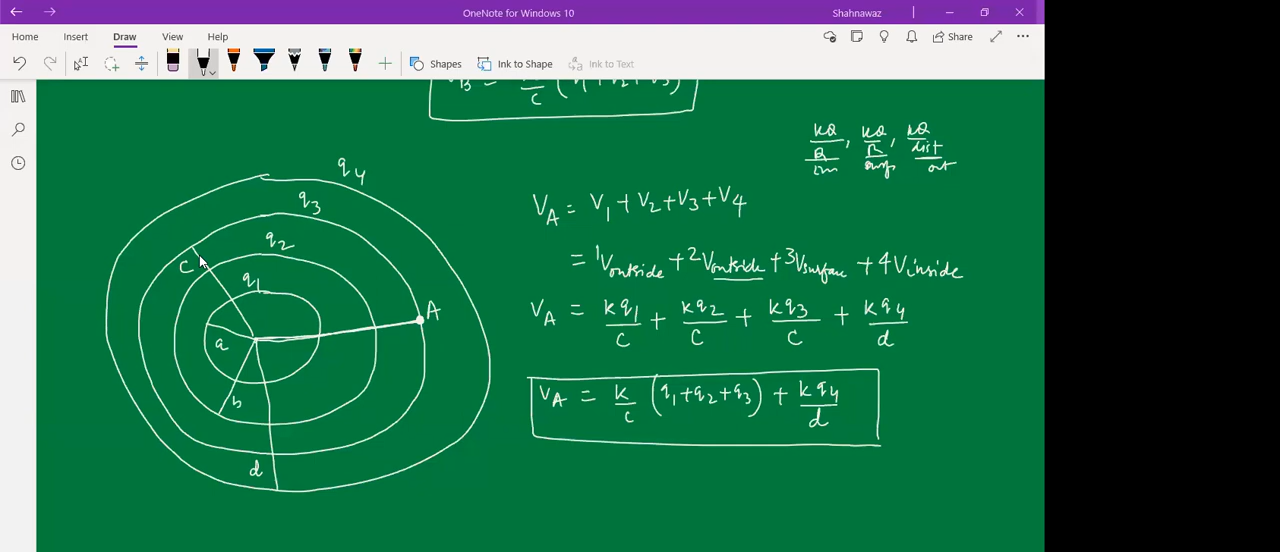 OneNote for Windows 10
Shahnawaz
Home Insert Draw View Help
Share
Shapes Ink to Shape Ink to Text
C
kQ/R, kQ/R, kQ/dist
in surf out
q4
q3
q2
q1
C
a
b
d
A
VA = V1 + V2 + V3 + V4
= 1Voutside + 2Voutside + 3Vsurface + 4Vinside
VA = kq1/C + kq2/C + kq3/C + kq4/d
VA = k/C (q1+q2+q3) + kq4/d